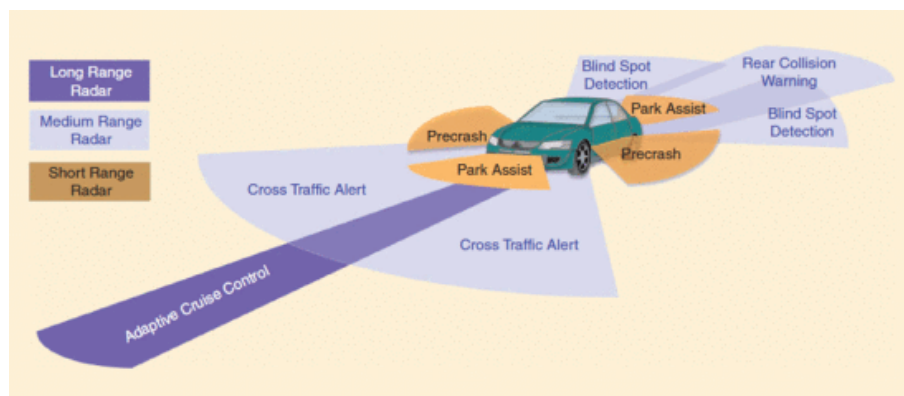 Long Range
Radar
Medium Range
Radar
Short Range
Radar
Blind Spot
Detection
Rear Collision
Warning
Park Assist
Blind Spot
Detection
Precrash
Precrash
Park Assist
Cross Traffic Alert
Cross Traffic Alert
Adaptive Cruise Control